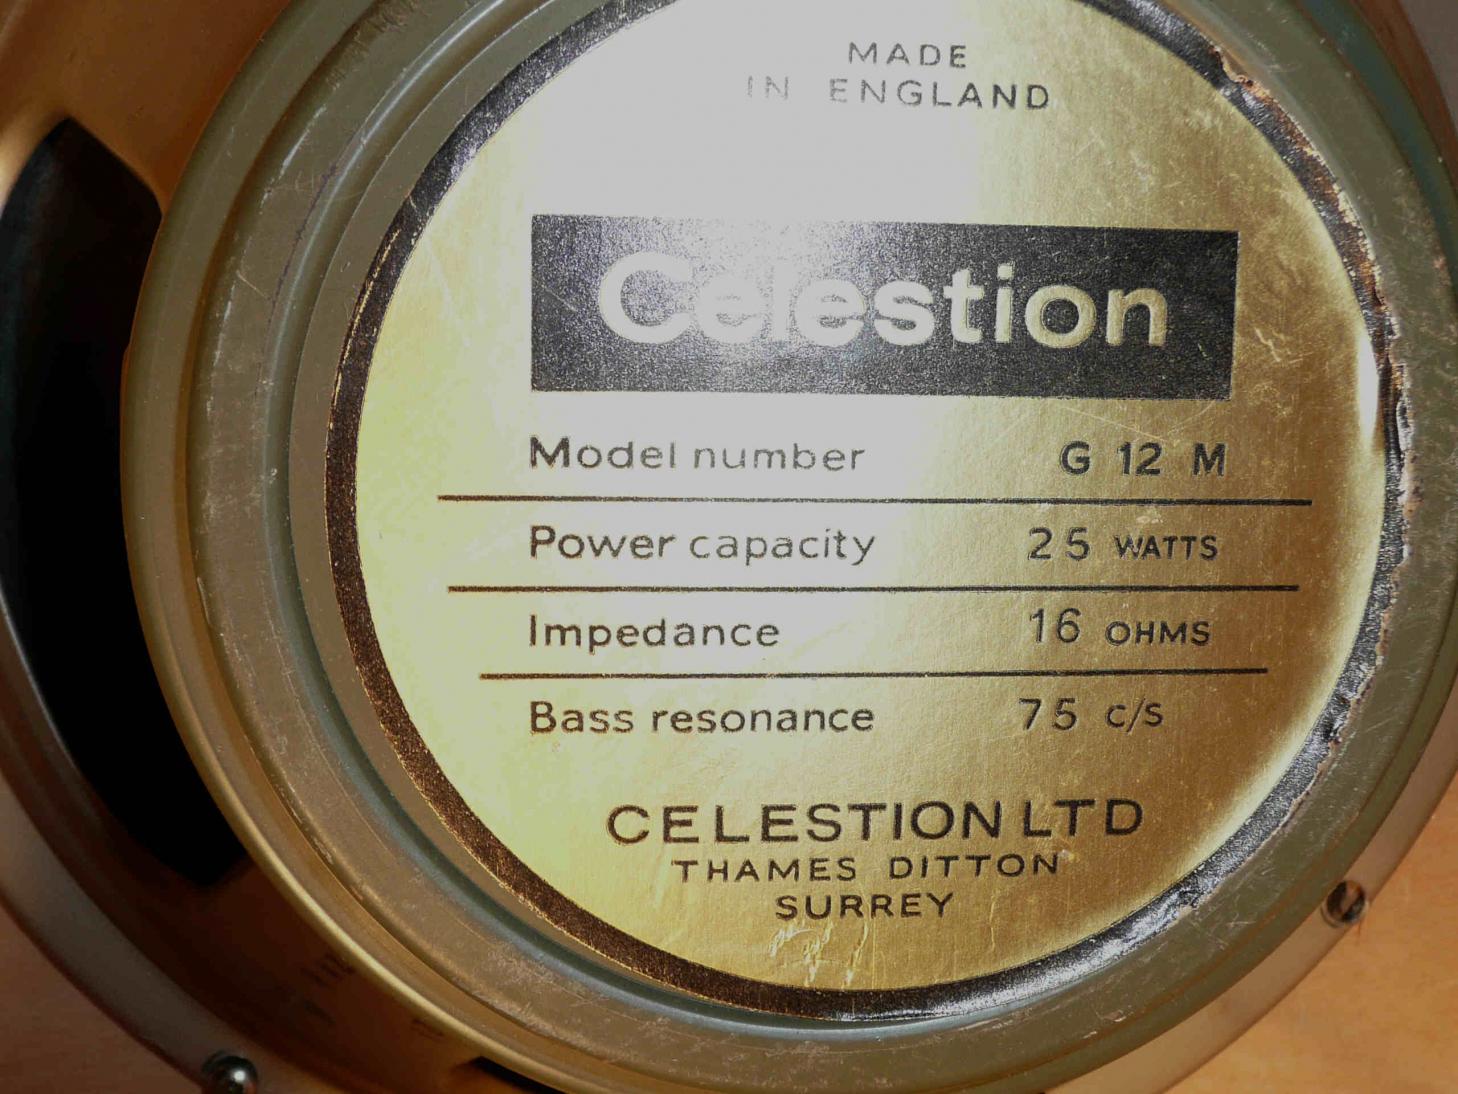 MADE
IN ENGLAND
Celestion
Model number G 12 M
Power capacity 25 WATTS
Impedance 16 OHMS
Bass resonance 75 c/s
CELESTION LTD
THAMES DITTON
SURREY